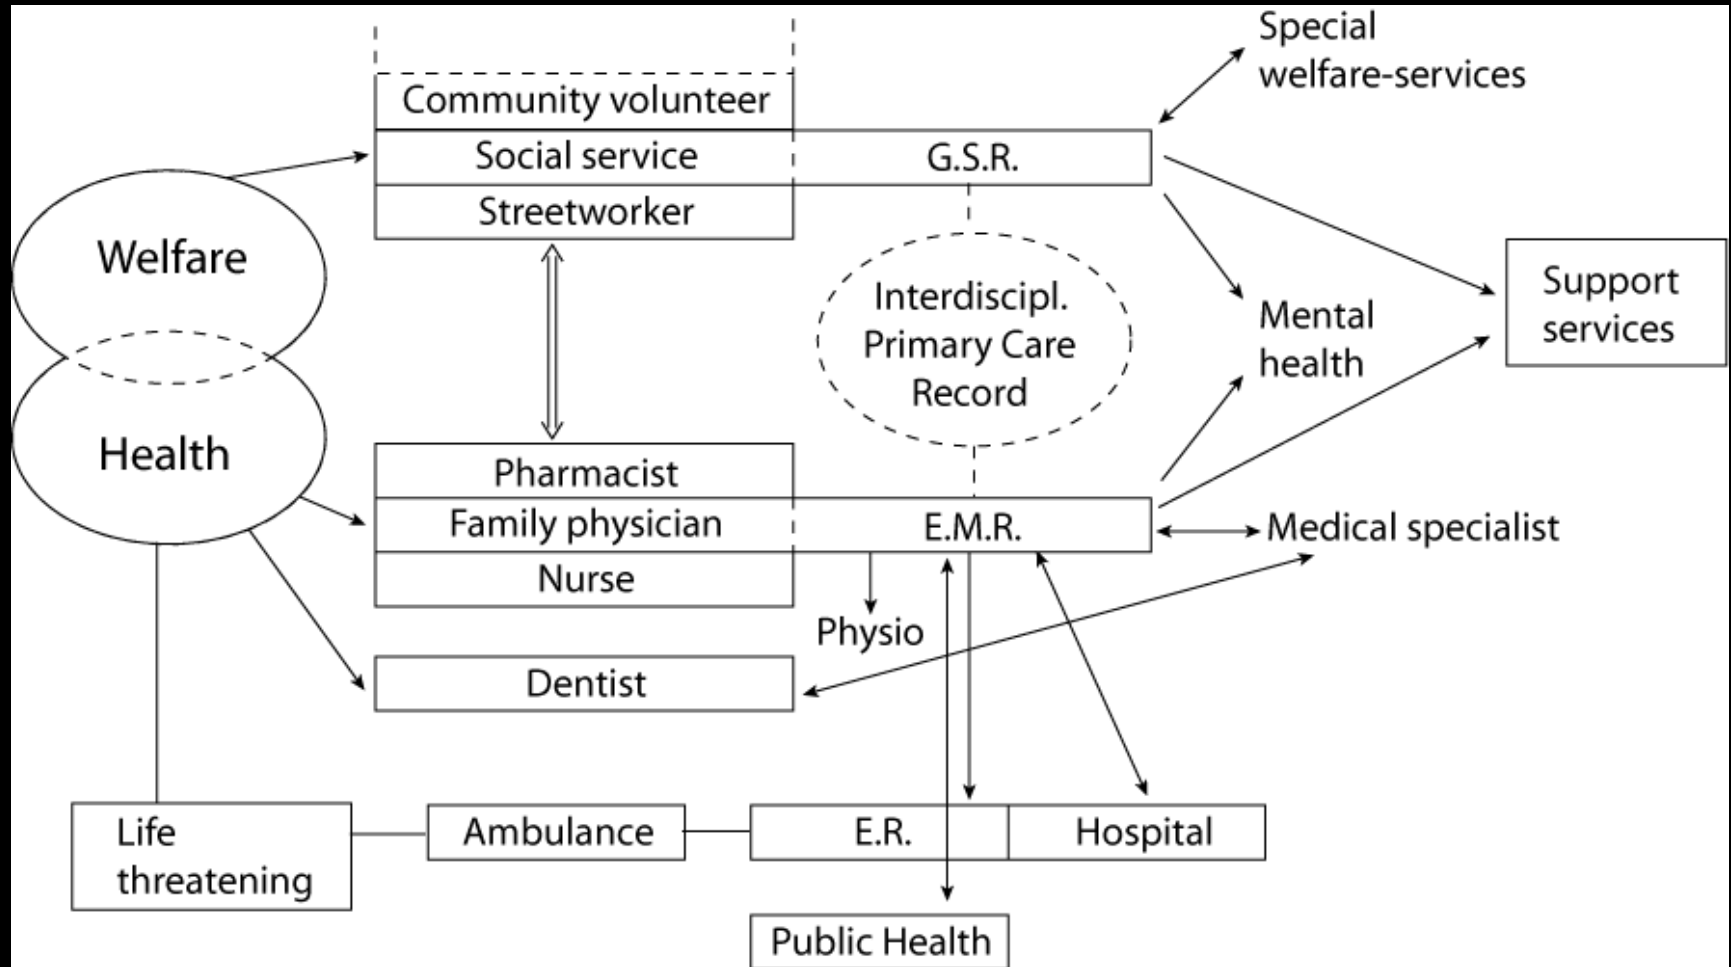 Special
welfare-services
Community volunteer
Social service
G.S.R.
Streetworker
Welfare
Interdiscipl.
Primary Care
Record
Mental
health
Support
services
Health
Pharmacist
Family physician
E.M.R.
Medical specialist
Nurse
Physio
Dentist
Life
threatening
Ambulance
E.R.
Hospital
Public Health